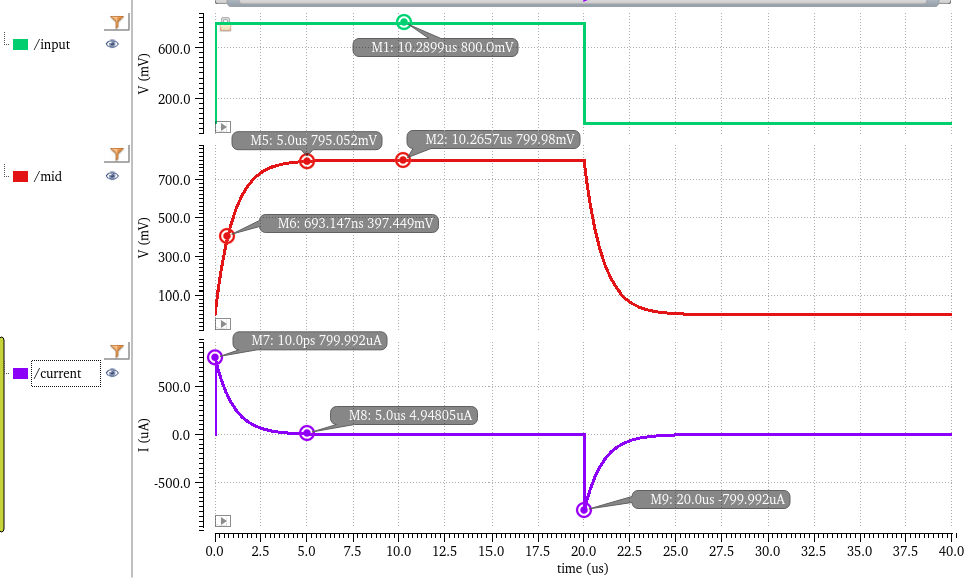 /input
V (mV)
600.0
200.0
M1: 10.2899us 800.0mV
/mid
V (mV)
700.0
500.0
300.0
100.0
M5: 5.0us 795.052mV
M2: 10.2657us 799.98mV
M6: 693.147ns 397.449mV
/current
I (uA)
500.0
0.0
-500.0
M7: 10.0ps 799.992uA
M8: 5.0us 4.94805uA
M9: 20.0us -799.992uA
0.0 2.5 5.0 7.5 10.0 12.5 15.0 17.5 20.0 22.5 25.0 27.5 30.0 32.5 35.0 37.5 40.0
time (us)